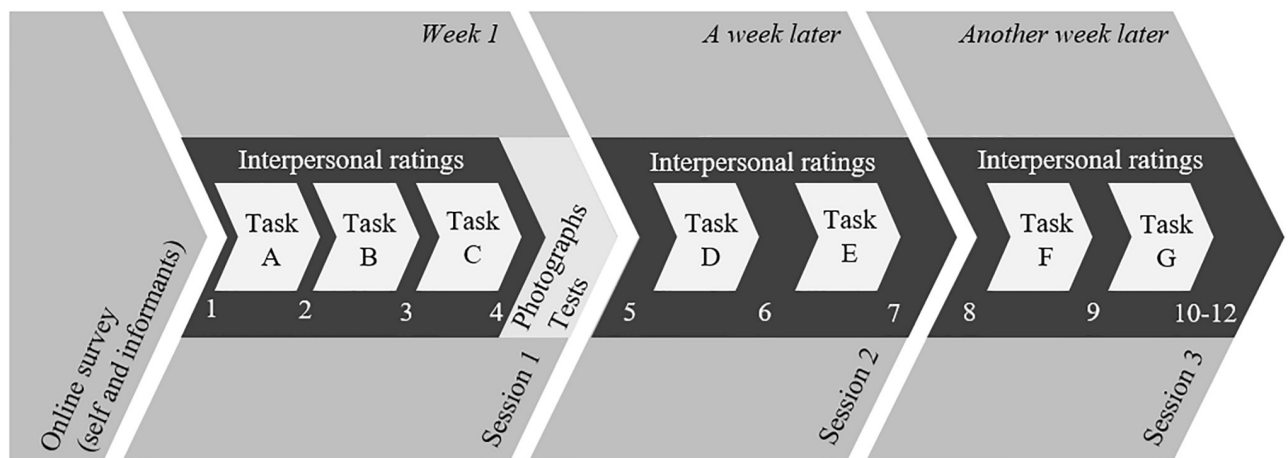 Online survey
(self and informants)
Week 1
Interpersonal ratings
Task
A
Task
B
Task
C
1
2
3
4
Photographs
Tests
Session 1
A week later
Interpersonal ratings
Task
D
Task
E
5
6
7
Session 2
Another week later
Interpersonal ratings
Task
F
Task
G
8
9
10-12
Session 3